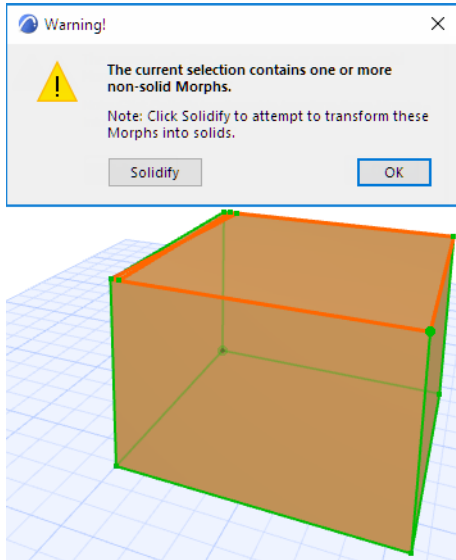 Warning!
The current selection contains one or more
non-solid Morphs.
Note: Click Solidify to attempt to transform these
Morphs into solids.
Solidify
OK